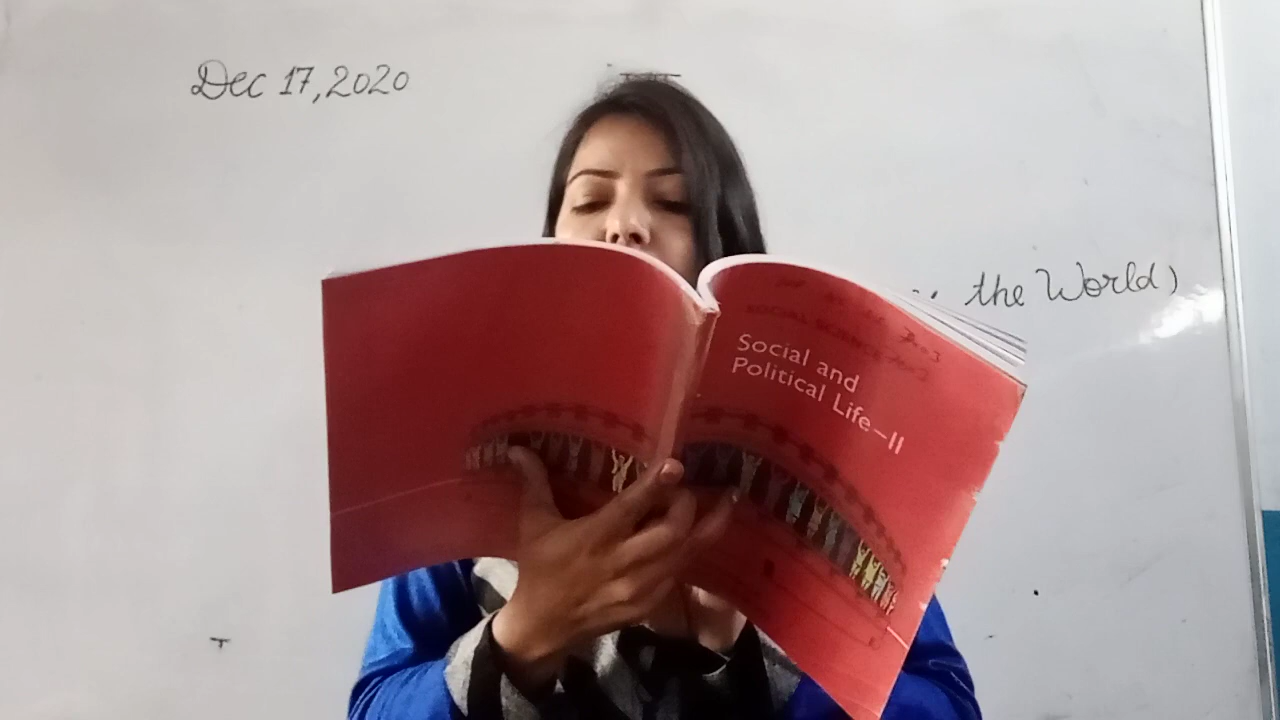 Dec 17, 2020
the World)
Social and
Political Life–II